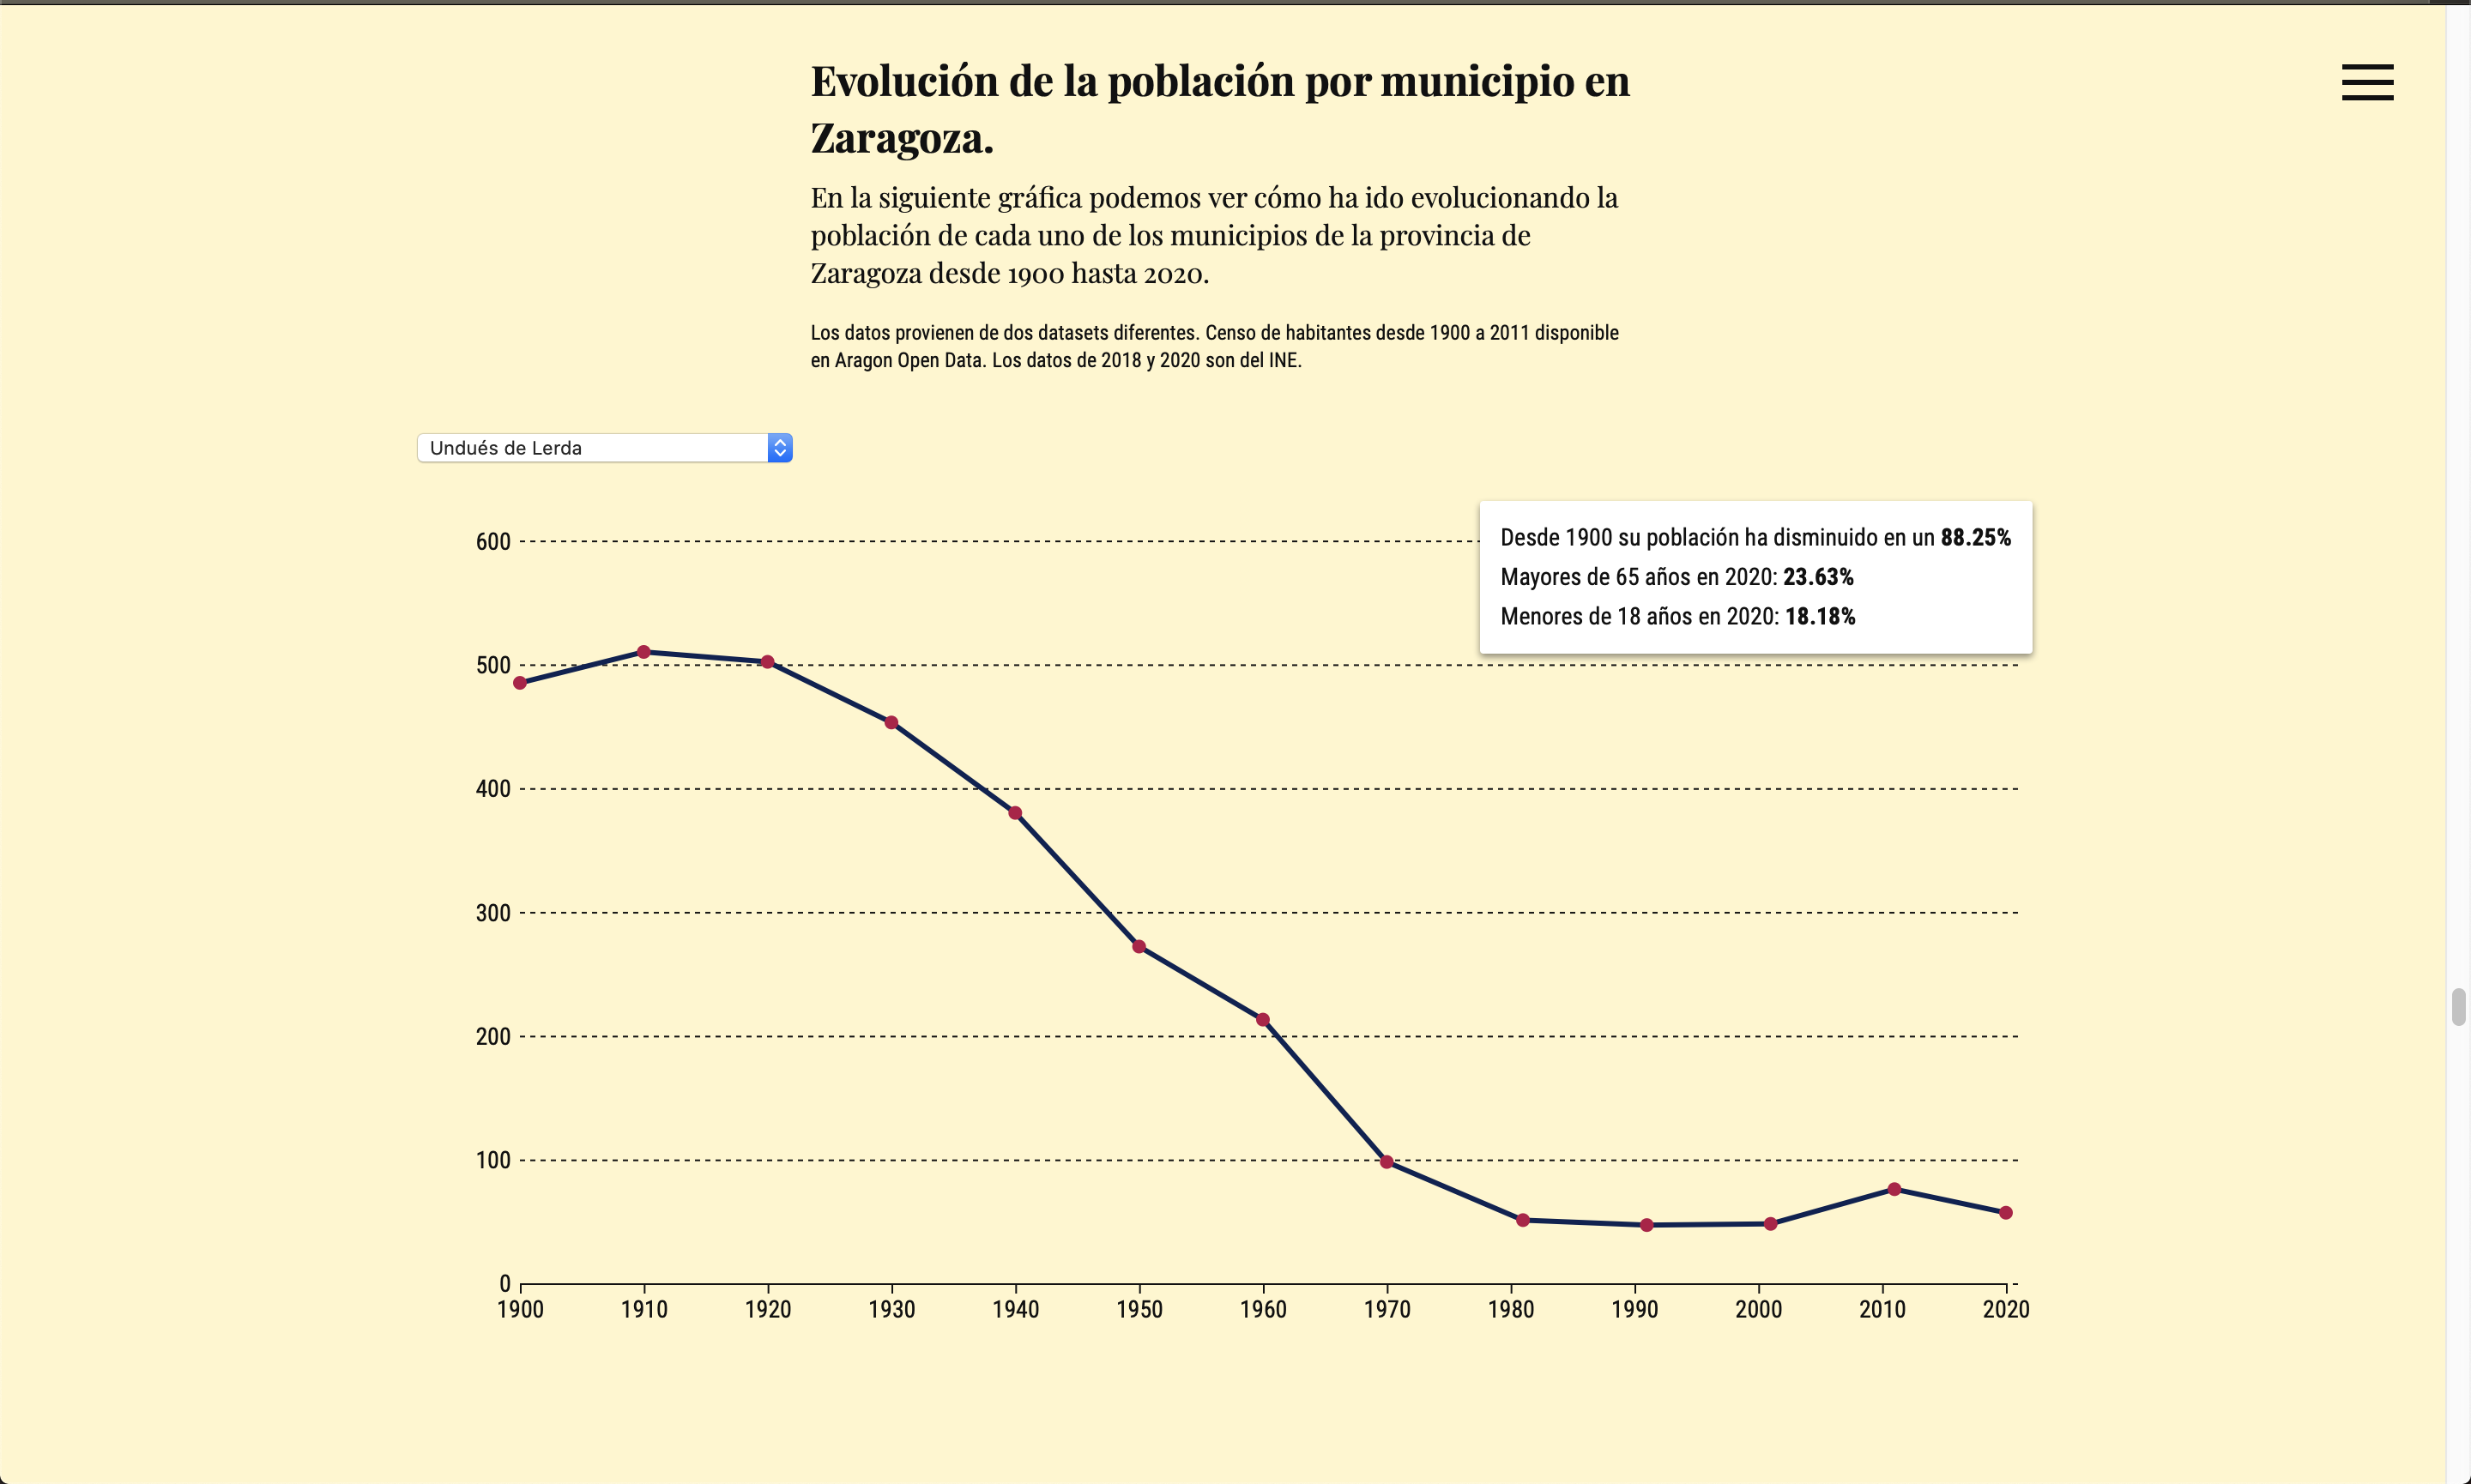 Evolución de la población por municipio en
Zaragoza.
En la siguiente gráfica podemos ver cómo ha ido evolucionando la
población de cada uno de los municipios de la provincia de
Zaragoza desde 1900 hasta 2020.
Los datos provienen de dos datasets diferentes. Censo de habitantes desde 1900 a 2011 disponible
en Aragon Open Data. Los datos de 2018 y 2020 son del INE.
Undués de Lerda
Desde 1900 su población ha disminuido en un 88.25%
Mayores de 65 años en 2020: 23.63%
Menores de 18 años en 2020: 18.18%
600
500
400
300
200
100
0
1900 1910 1920 1930 1940 1950 1960 1970 1980 1990 2000 2010 2020